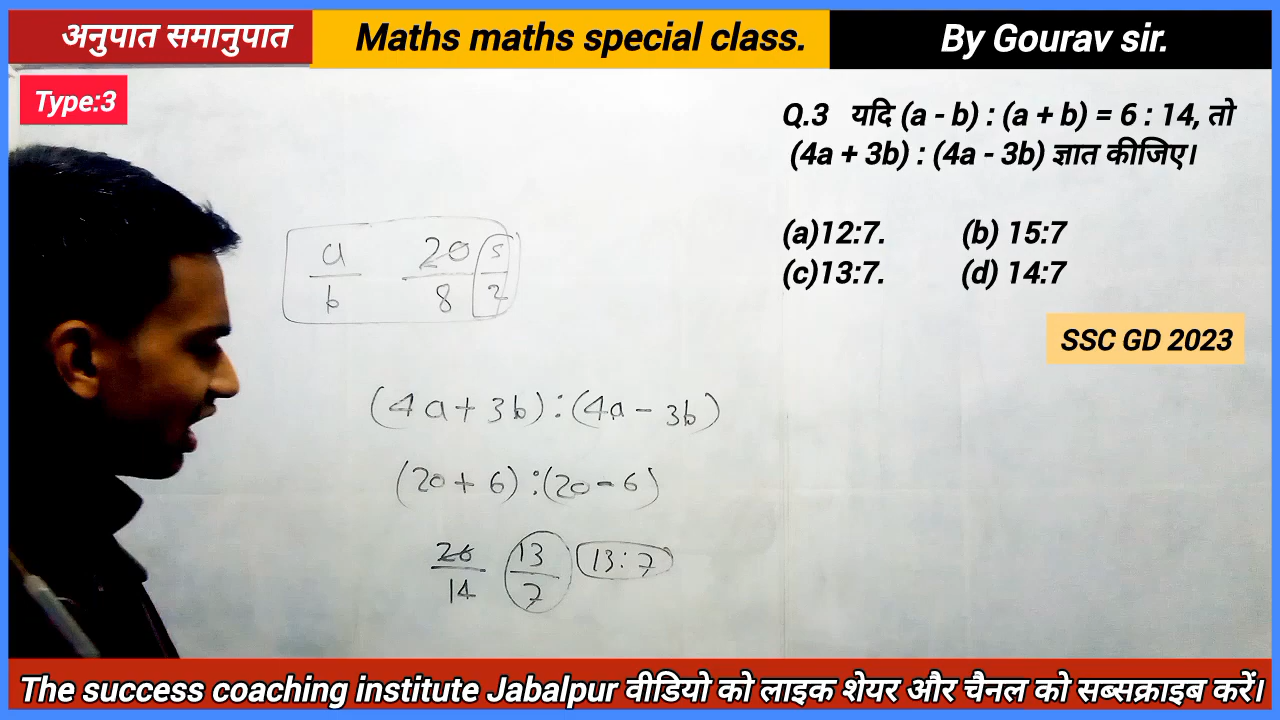 अनुपात समानुपात
Maths maths special class.
By Gourav sir.
Type:3
Q.3 यदि (a - b) : (a + b) = 6 : 14, तो
(4a + 3b) : (4a - 3b) ज्ञात कीजिए।
(a)12:7. (b) 15:7
(c)13:7. (d) 14:7
SSC GD 2023
a 20 5
b 8 2
(4a + 3b) : (4a - 3b)
(20 + 6) : (20 - 6)
26 13 13:7
14 7
The success coaching institute Jabalpur वीडियो को लाइक शेयर और चैनल को सब्सक्राइब करें।